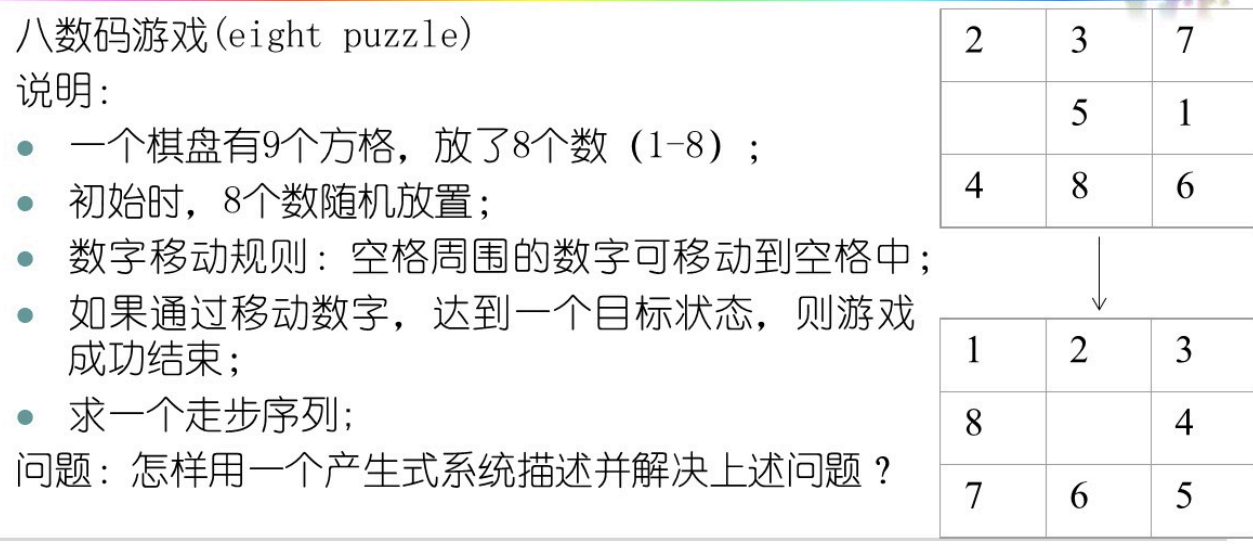 八数码游戏(eight puzzle)
说明:
● 一个棋盘有9个方格，放了8个数（1-8）;
● 初始时，8个数随机放置;
● 数字移动规则: 空格周围的数字可移动到空格中;
● 如果通过移动数字，达到一个目标状态，则游戏
成功结束;
● 求一个走步序列;
问题: 怎样用一个产生式系统描述并解决上述问题?
2 3 7
5 1
4 8 6
1 2 3
8 4
7 6 5